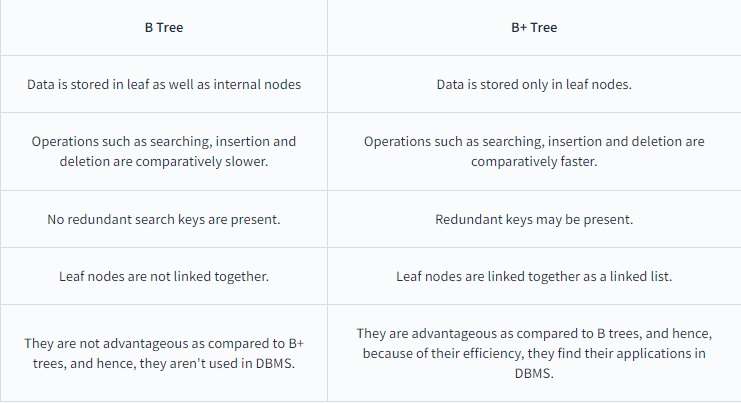 B Tree
B+ Tree
Data is stored in leaf as well as internal nodes
Data is stored only in leaf nodes.
Operations such as searching, insertion and
deletion are comparatively slower.
Operations such as searching, insertion and deletion are
comparatively faster.
No redundant search keys are present.
Redundant keys may be present.
Leaf nodes are not linked together.
Leaf nodes are linked together as a linked list.
They are not advantageous as compared to B+
trees, and hence, they aren't used in DBMS.
They are advantageous as compared to B trees, and hence,
because of their efficiency, they find their applications in
DBMS.